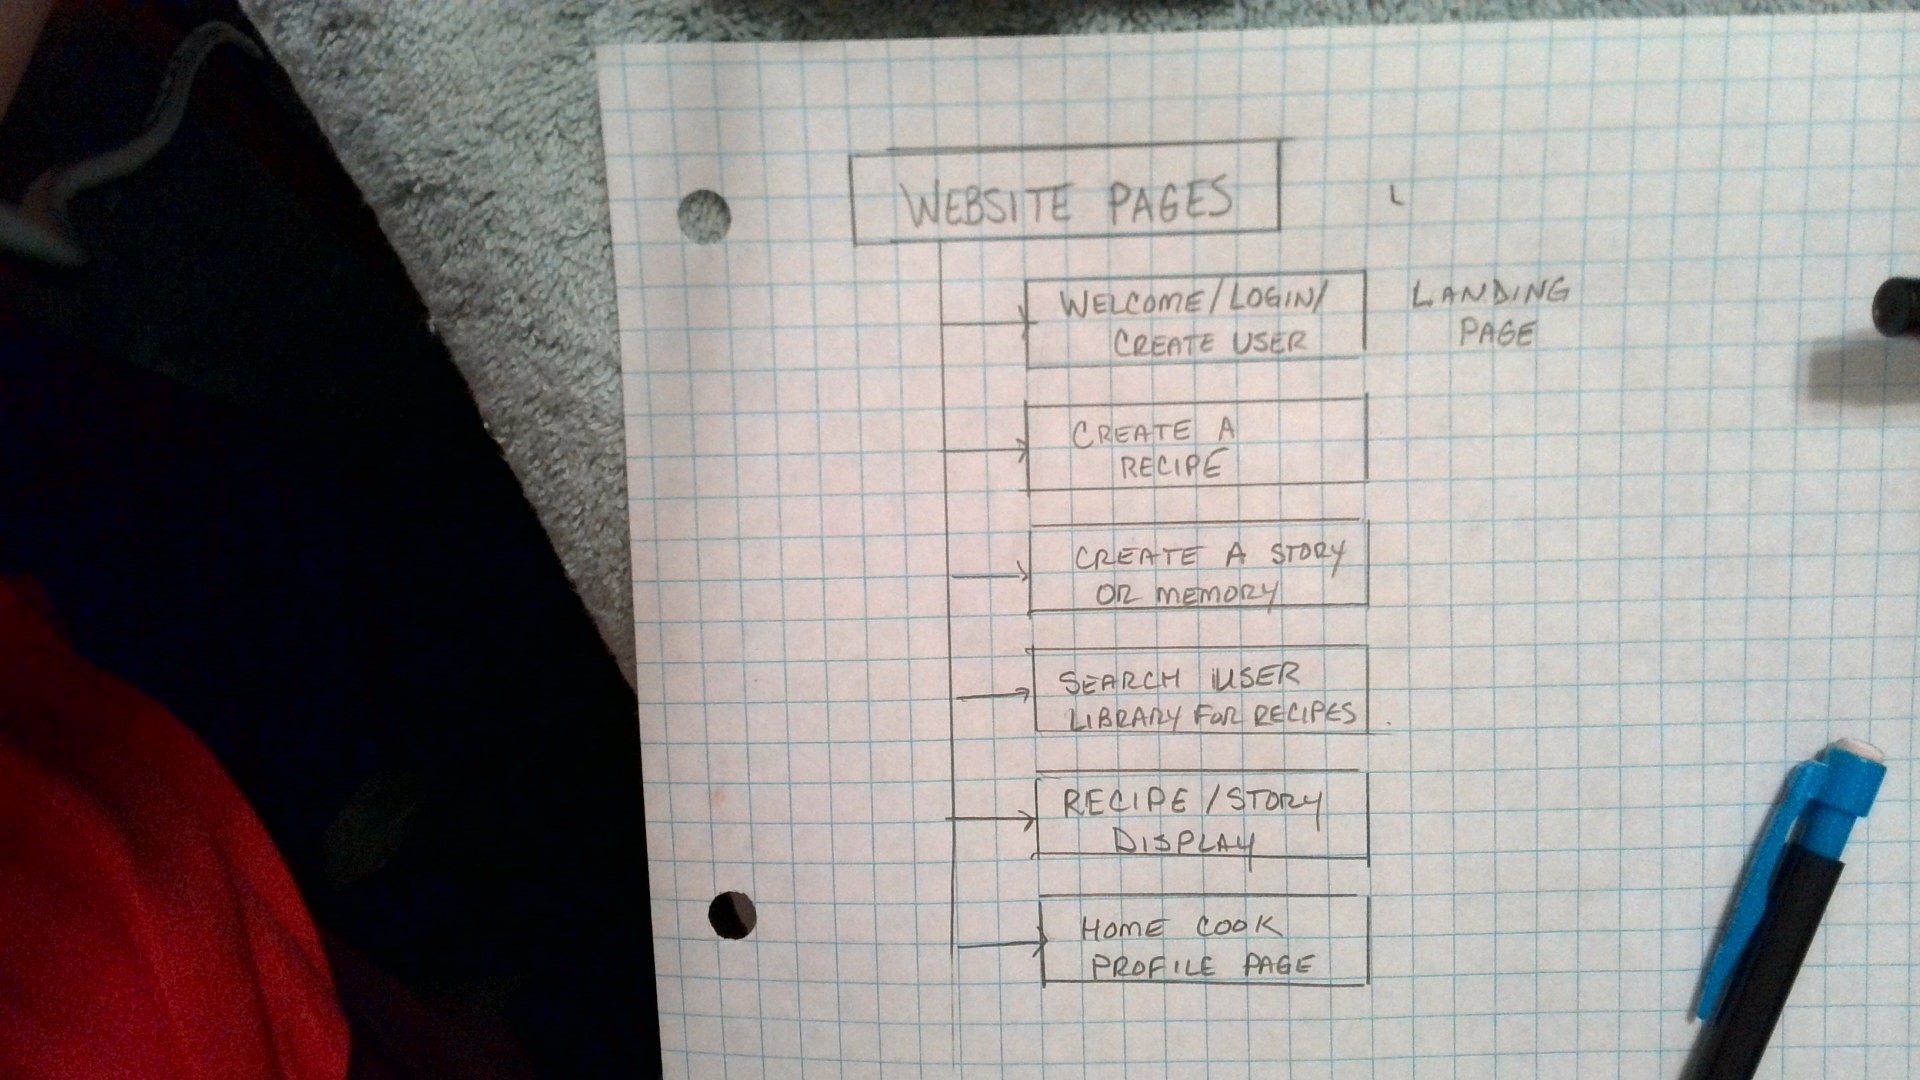 WEBSITE PAGES
WELCOME/LOGIN/
CREATE USER
LANDING
PAGE
CREATE A
RECIPE
CREATE A STORY
OR MEMORY
SEARCH USER
LIBRARY FOR RECIPES
RECIPE/STORY
DISPLAY
HOME COOK
PROFILE PAGE